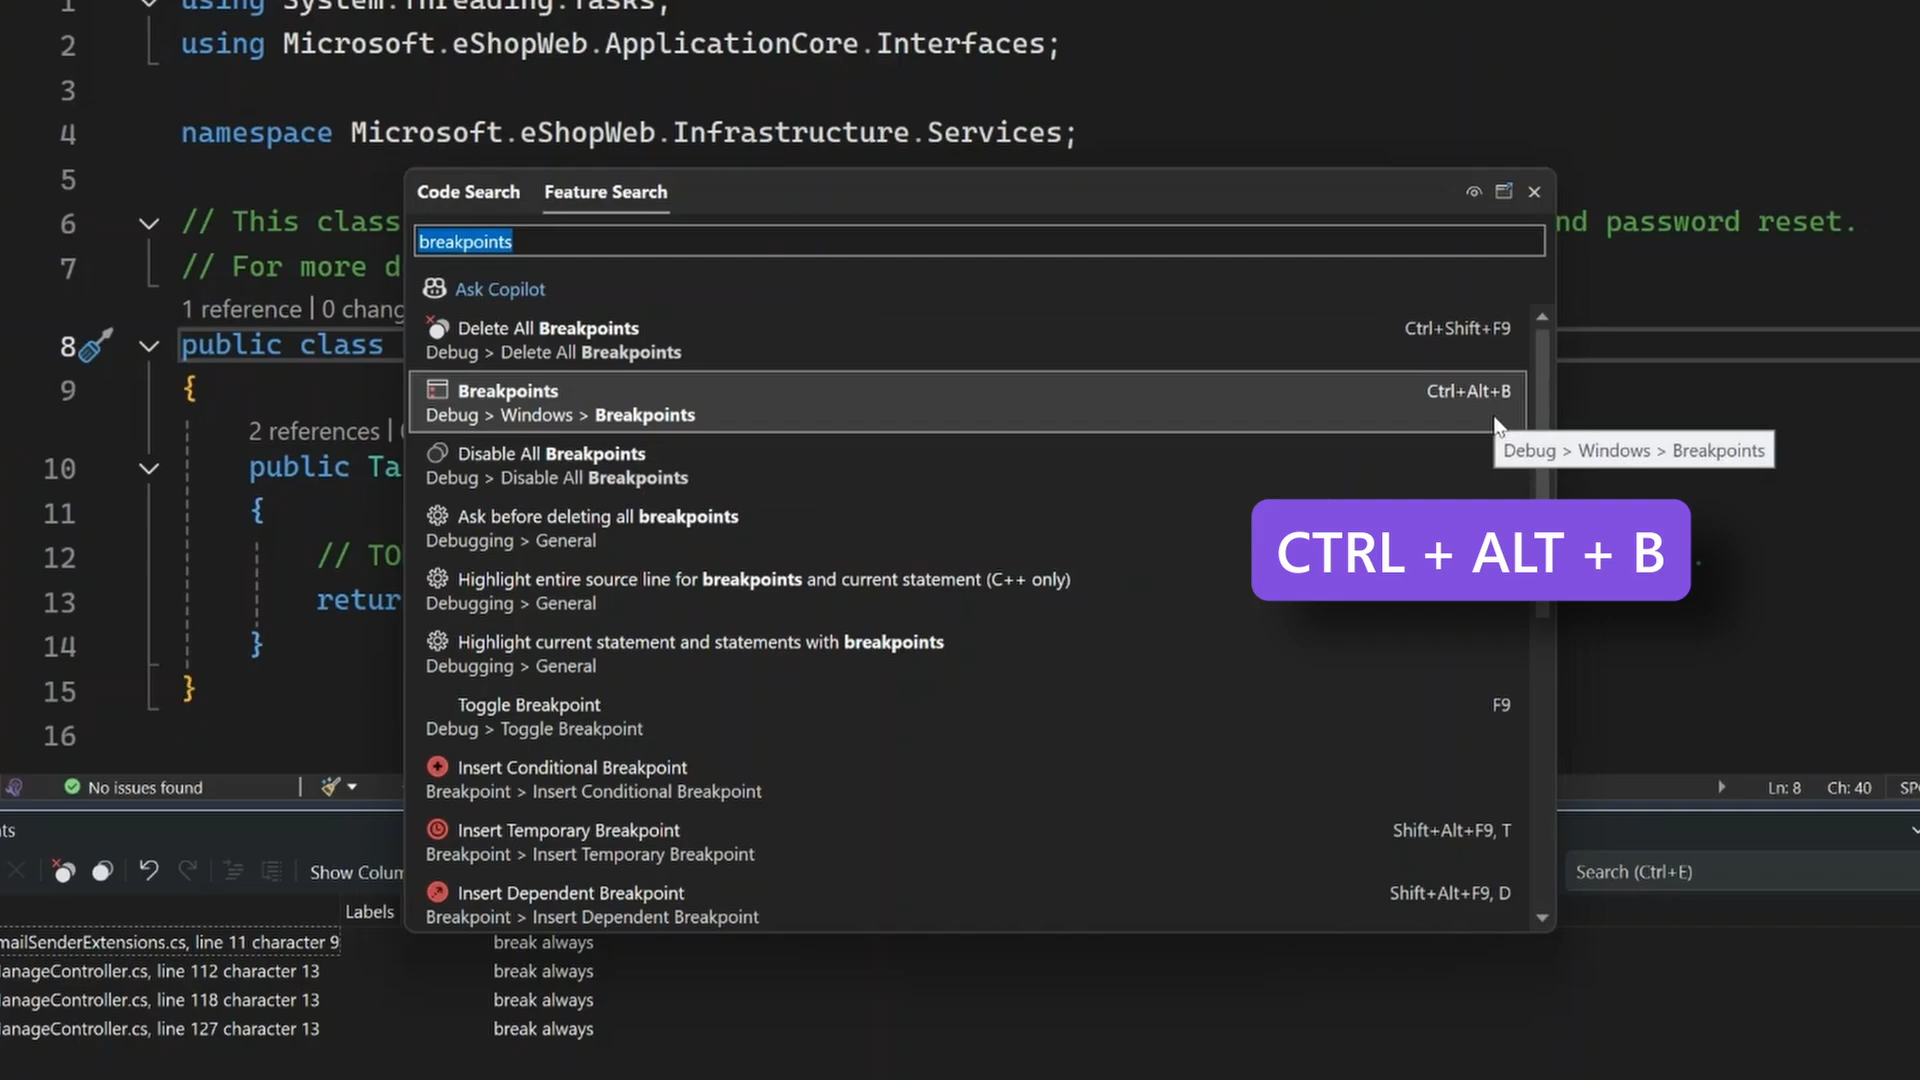 1 using System.Threading.Tasks;
2 using Microsoft.eShopWeb.ApplicationCore.Interfaces;
3
4 namespace Microsoft.eShopWeb.Infrastructure.Services;
5
Code Search Feature Search
6 // This class nd password reset.
breakpoints
7 // For more d
Ask Copilot
1 reference | 0 chang
Delete All Breakpoints Ctrl+Shift+F9
8 public class
Debug > Delete All Breakpoints
9 {
Breakpoints Ctrl+Alt+B
Debug > Windows > Breakpoints
2 references |
Debug > Windows > Breakpoints
Disable All Breakpoints
10 public Ta
Debug > Disable All Breakpoints
11 {
Ask before deleting all breakpoints
Debugging > General
CTRL + ALT + B
12 // TO
Highlight entire source line for breakpoints and current statement (C++ only)
13 retur
Debugging > General
14 }
Highlight current statement and statements with breakpoints
Debugging > General
15 }
Toggle Breakpoint F9
Debug > Toggle Breakpoint
16
Insert Conditional Breakpoint
Breakpoint > Insert Conditional Breakpoint
No issues found Ln: 8 Ch: 40 SP
Insert Temporary Breakpoint Shift+Alt+F9, T
Breakpoint > Insert Temporary Breakpoint
ts
Show Colum Search (Ctrl+E)
Insert Dependent Breakpoint Shift+Alt+F9, D
Breakpoint > Insert Dependent Breakpoint
Labels
mailSenderExtensions.cs, line 11 character 9 break always
anageController.cs, line 112 character 13 break always
anageController.cs, line 118 character 13 break always
anageController.cs, line 127 character 13 break always